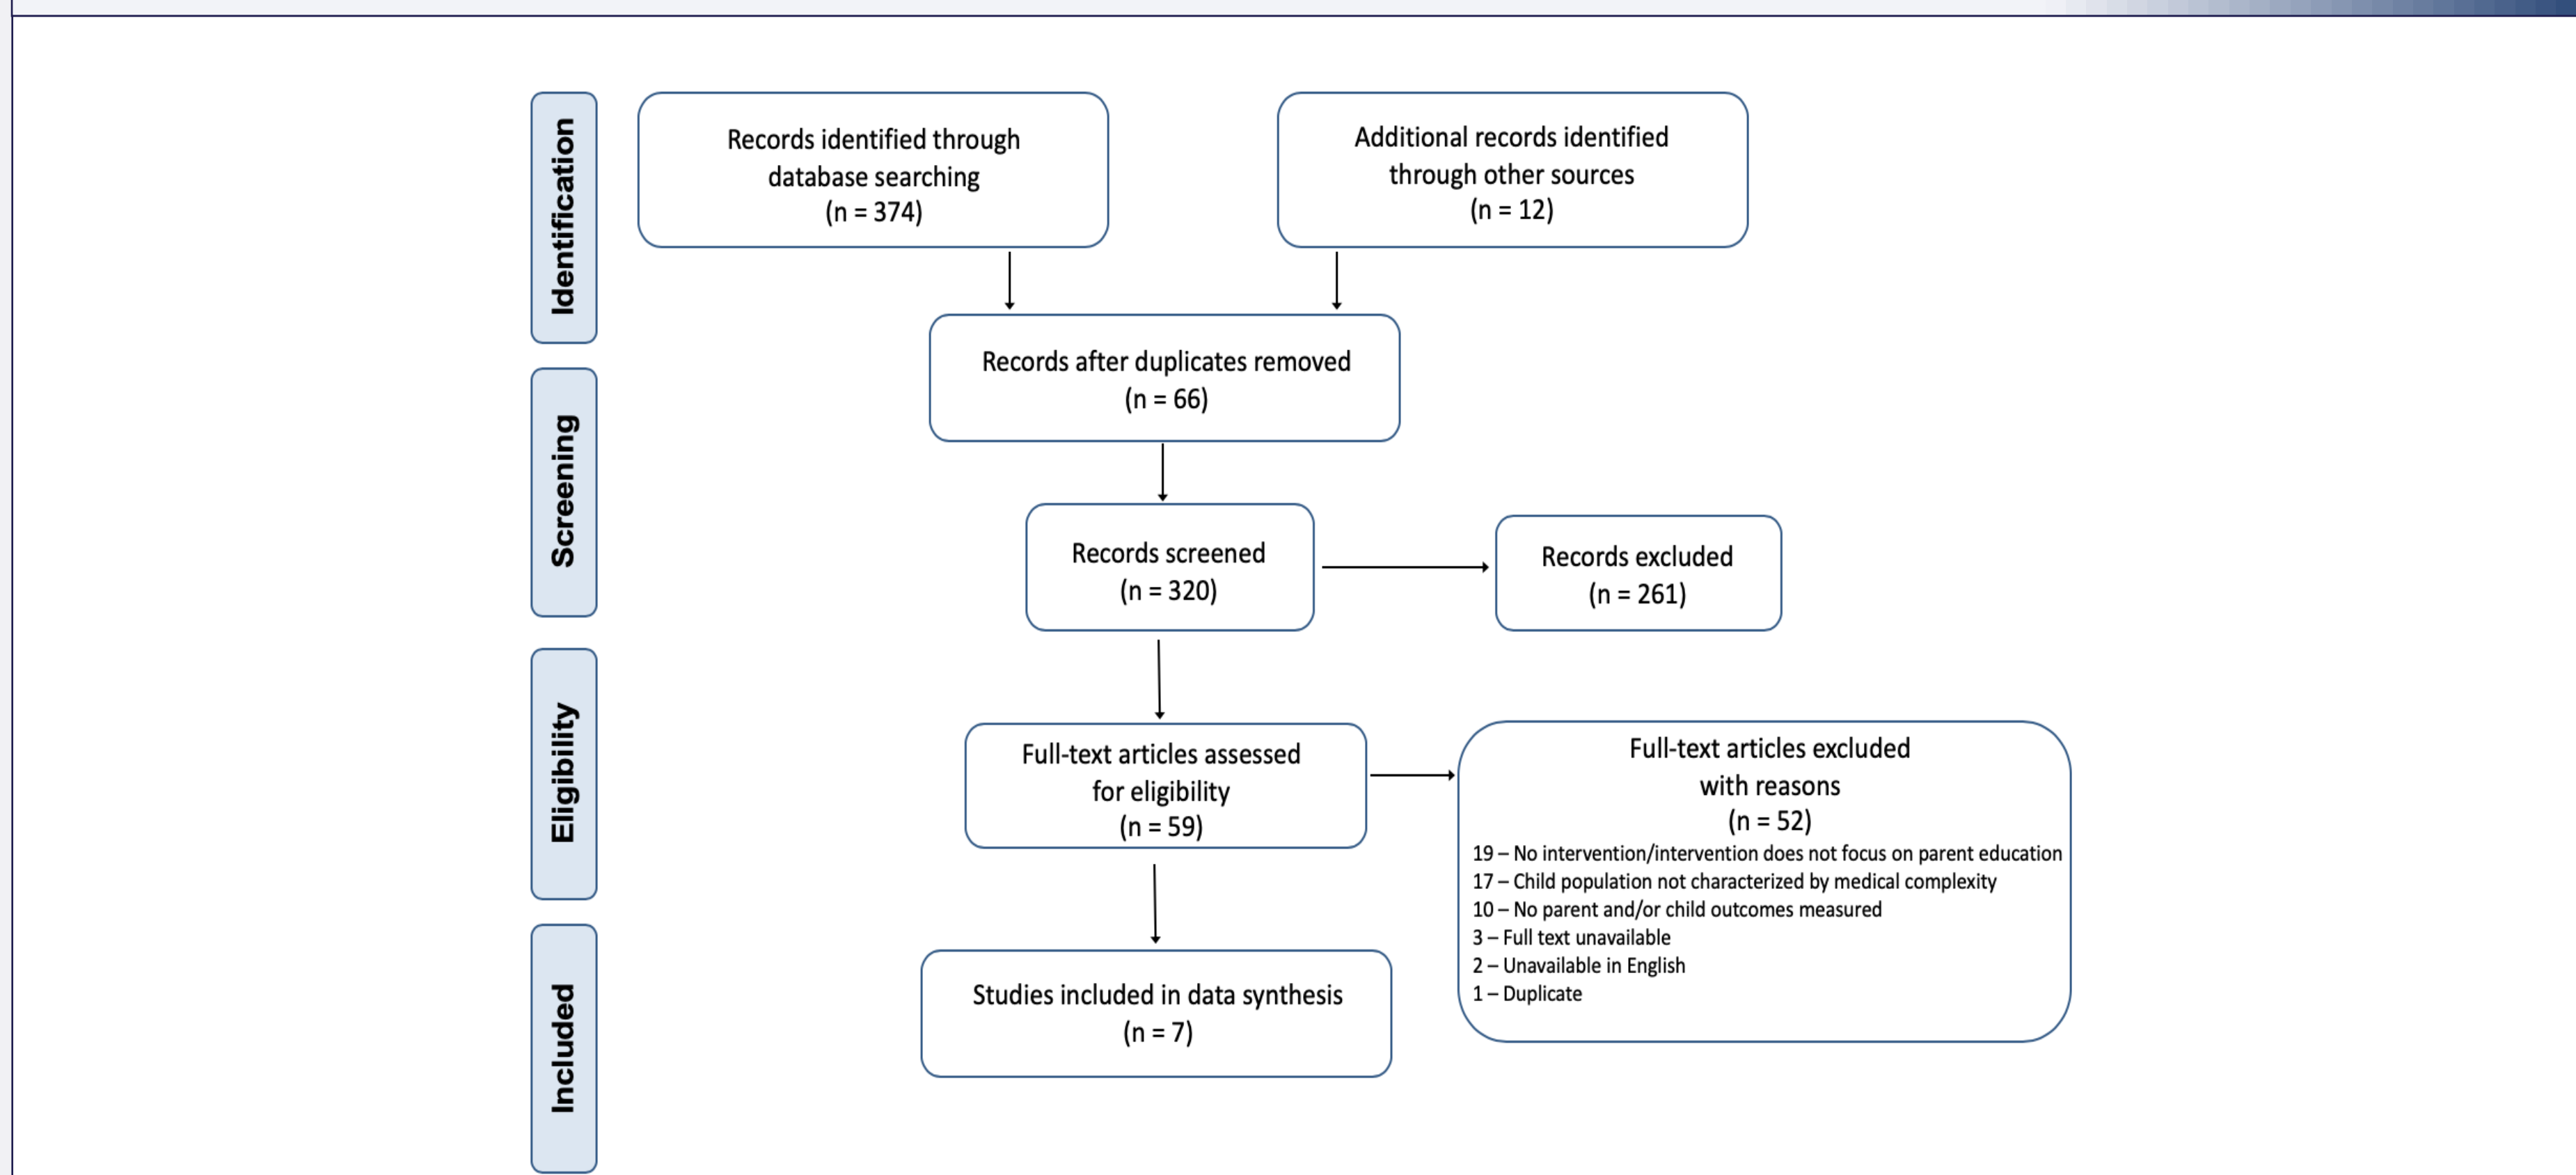 Identification
Records identified through
database searching
(n = 374)
Additional records identified
through other sources
(n = 12)
Records after duplicates removed
(n = 66)
Screening
Records screened
(n = 320)
Records excluded
(n = 261)
Eligibility
Full-text articles assessed
for eligibility
(n = 59)
Full-text articles excluded
with reasons
(n = 52)
19 – No intervention/intervention does not focus on parent education
17 – Child population not characterized by medical complexity
10 – No parent and/or child outcomes measured
3 – Full text unavailable
2 – Unavailable in English
1 – Duplicate
Included
Studies included in data synthesis
(n = 7)